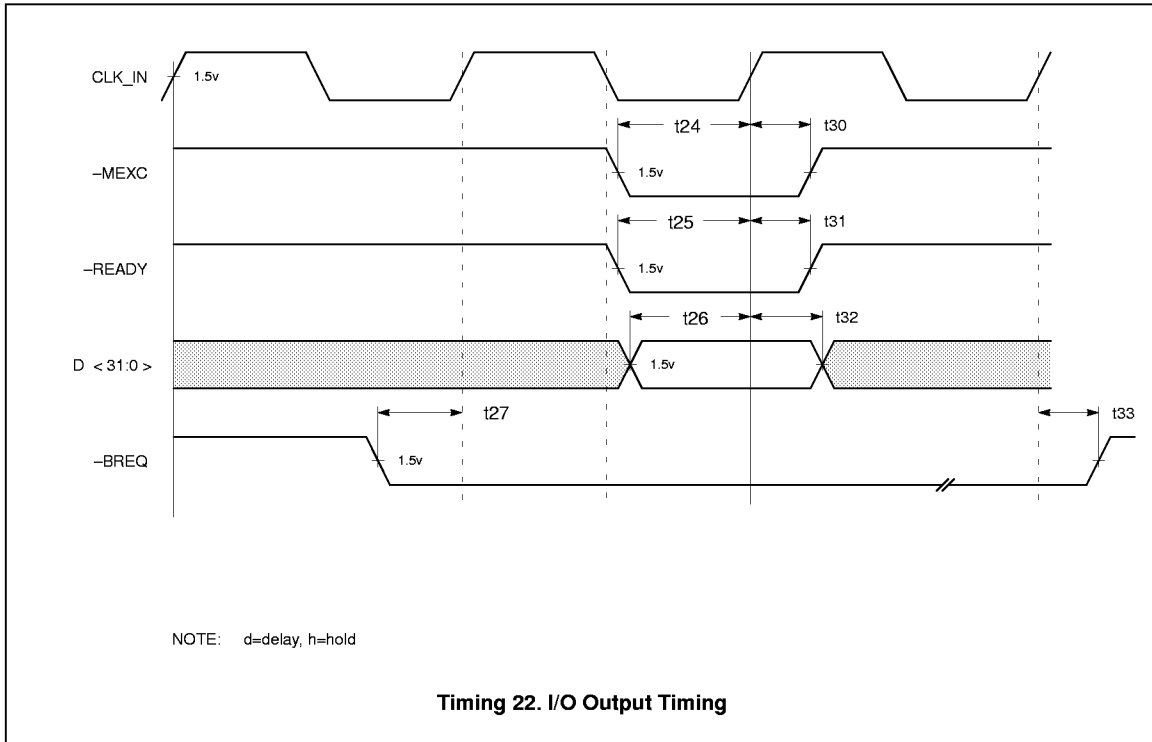 CLK_IN
1.5v
t24
t30
–MEXC
1.5v
t25
t31
–READY
1.5v
t26
t32
D < 31:0 >
1.5v
t27
t33
–BREQ
1.5v
NOTE: d=delay, h=hold
Timing 22. I/O Output Timing